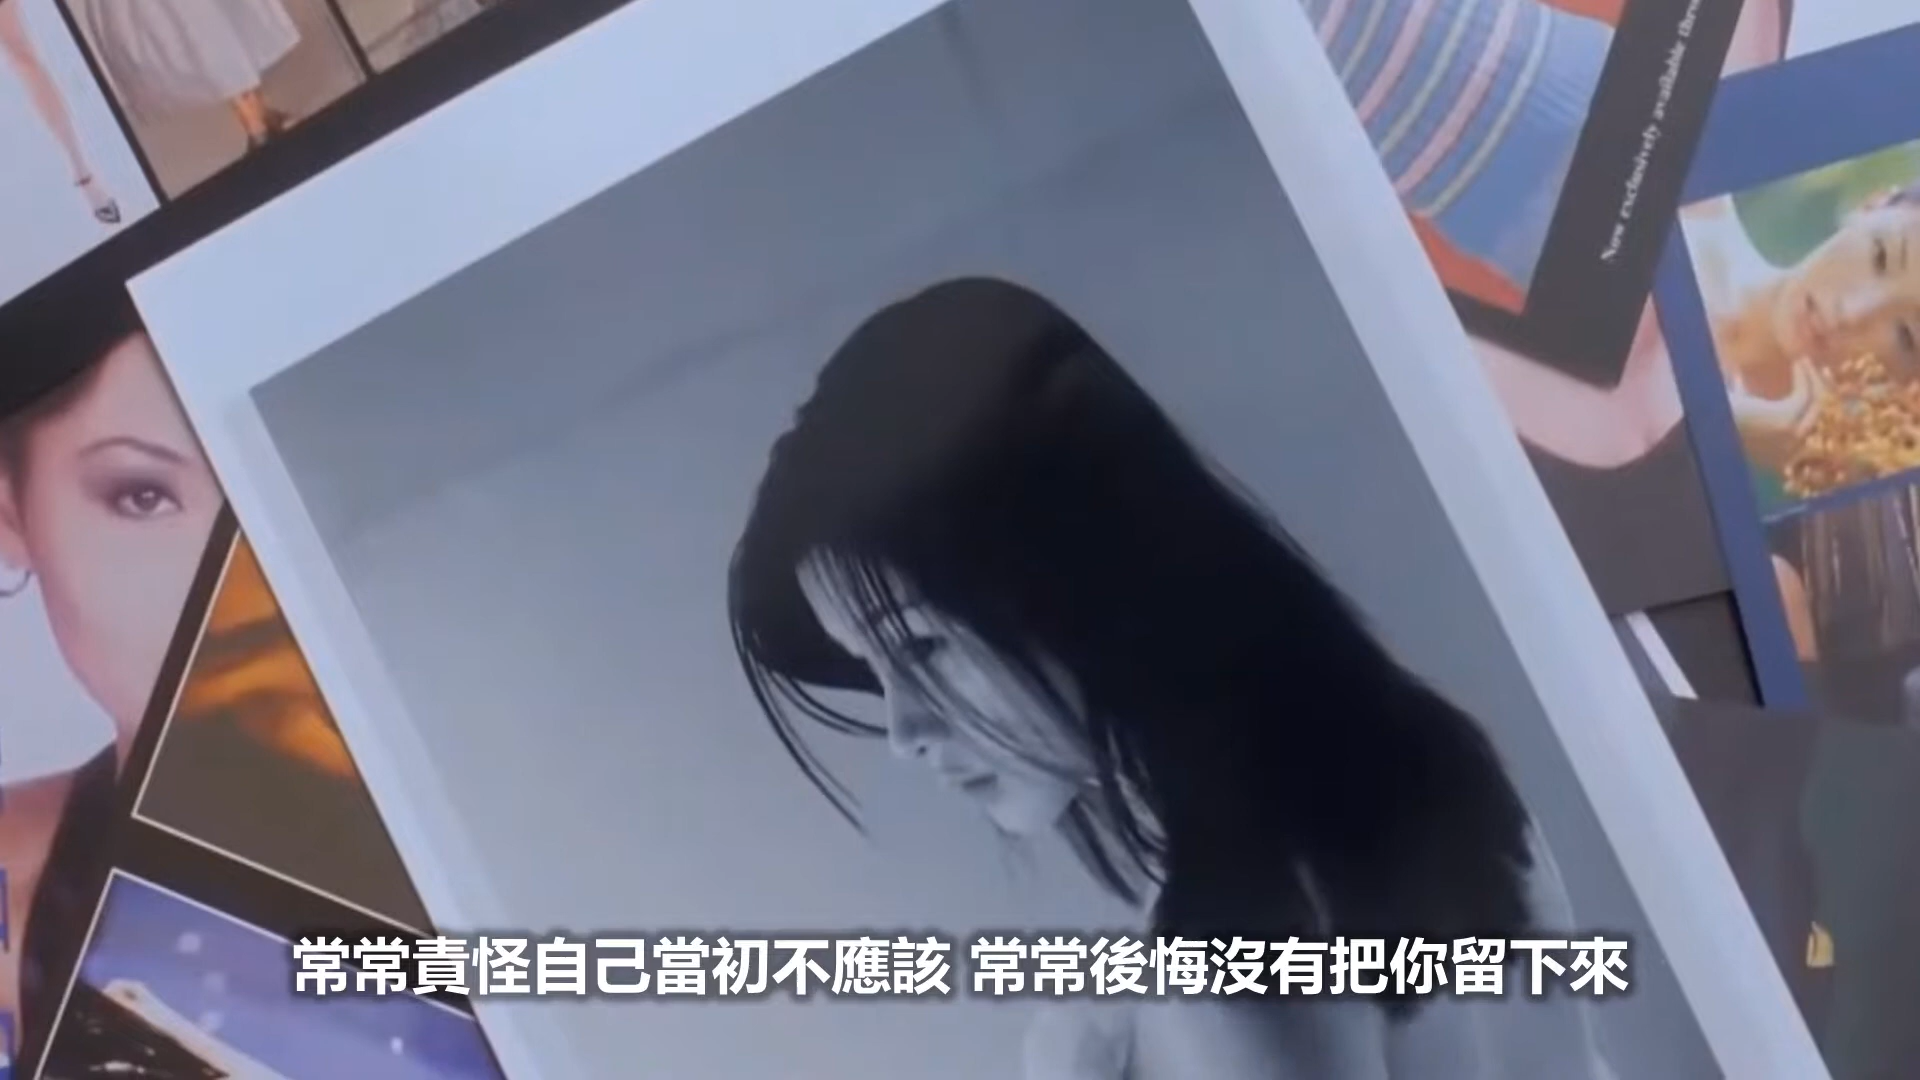 Now exclusively available thro
常常責怪自己當初不應該 常常後悔沒有把你留下來